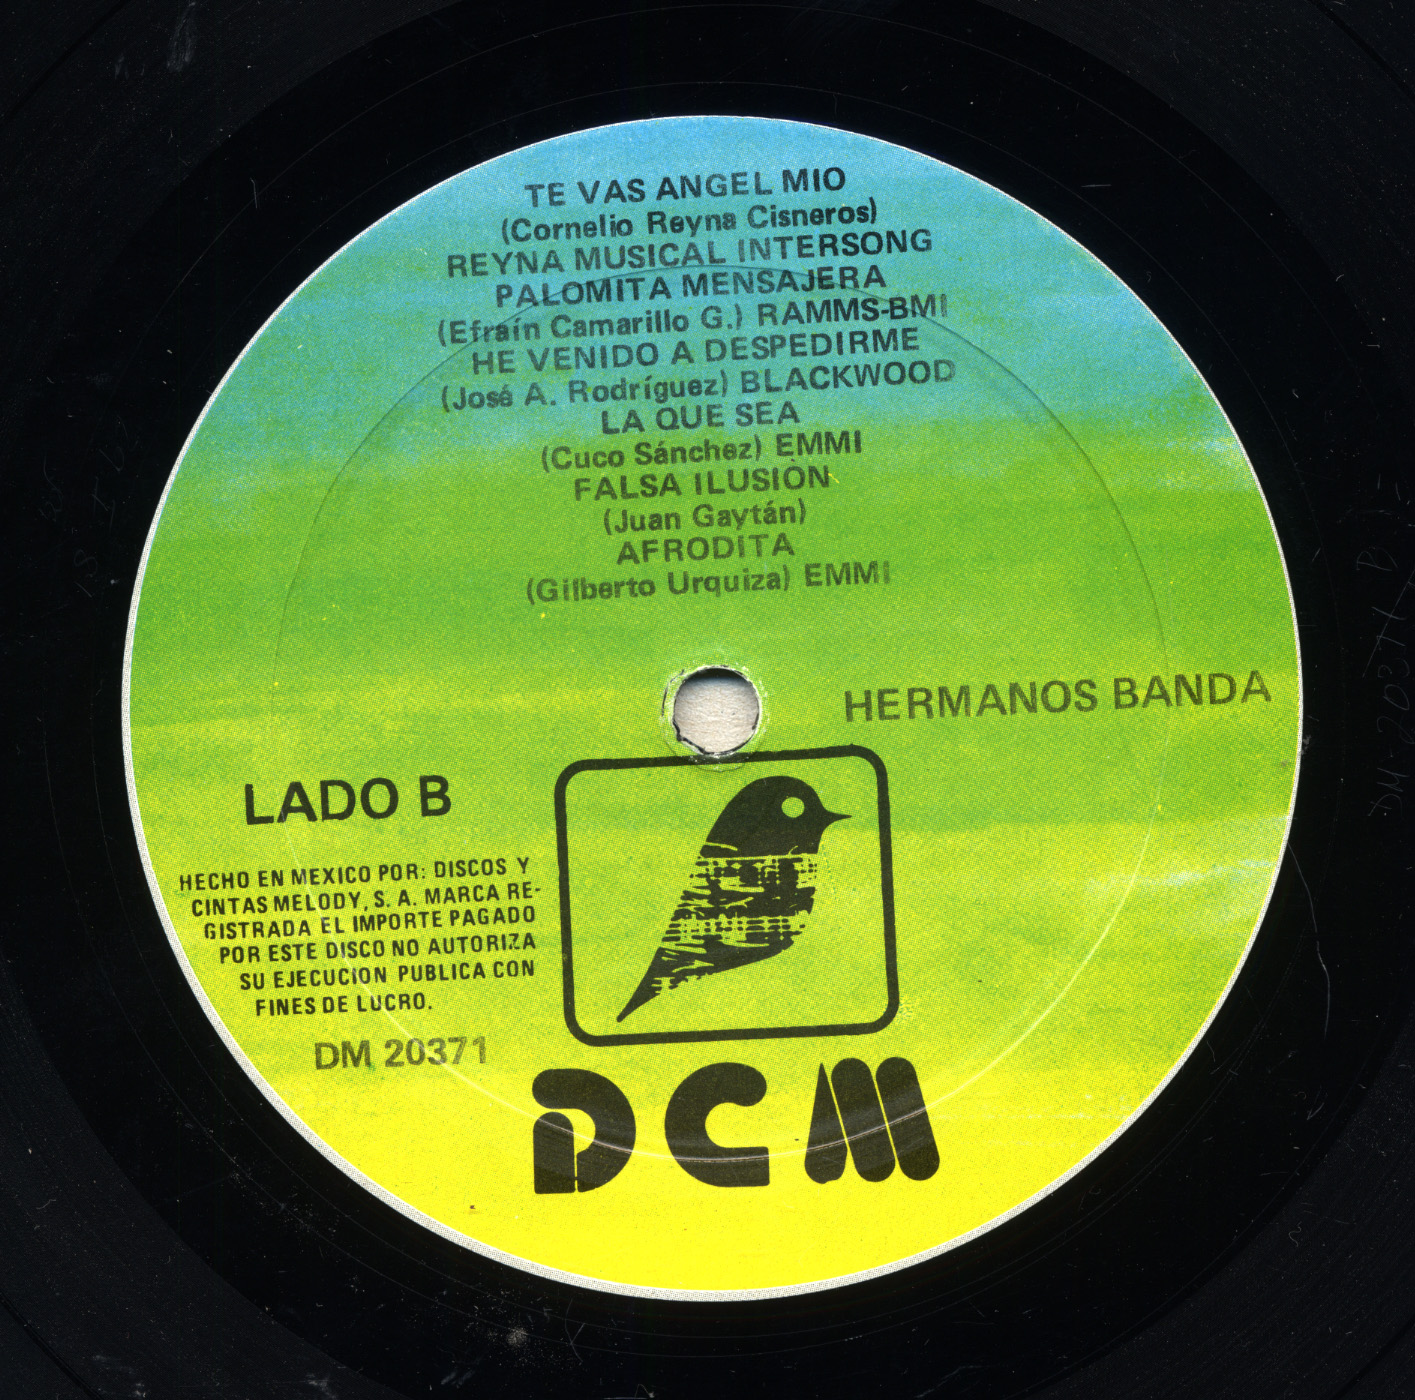 TE VAS ANGEL MIO
(Cornelio Reyna Cisneros)
REYNA MUSICAL INTERSONG
PALOMITA MENSAJERA
(Efraín Camarillo G.) RAMMS-BMI
HE VENIDO A DESPEDIRME
(José A. Rodríguez) BLACKWOOD
LA QUE SEA
(Cuco Sánchez) EMMI
FALSA ILUSIÒN
(Juan Gaytán)
AFRODITA
(Gilberto Urquiza) EMMI
HERMANOS BANDA
LADO B
HECHO EN MEXICO POR: DISCOS Y
CINTAS MELODY, S. A. MARCA RE-
GISTRADA EL IMPORTE PAGADO
POR ESTE DISCO NO AUTORIZA
SU EJECUCION PUBLICA CON
FINES DE LUCRO.
DM 20371
DCM